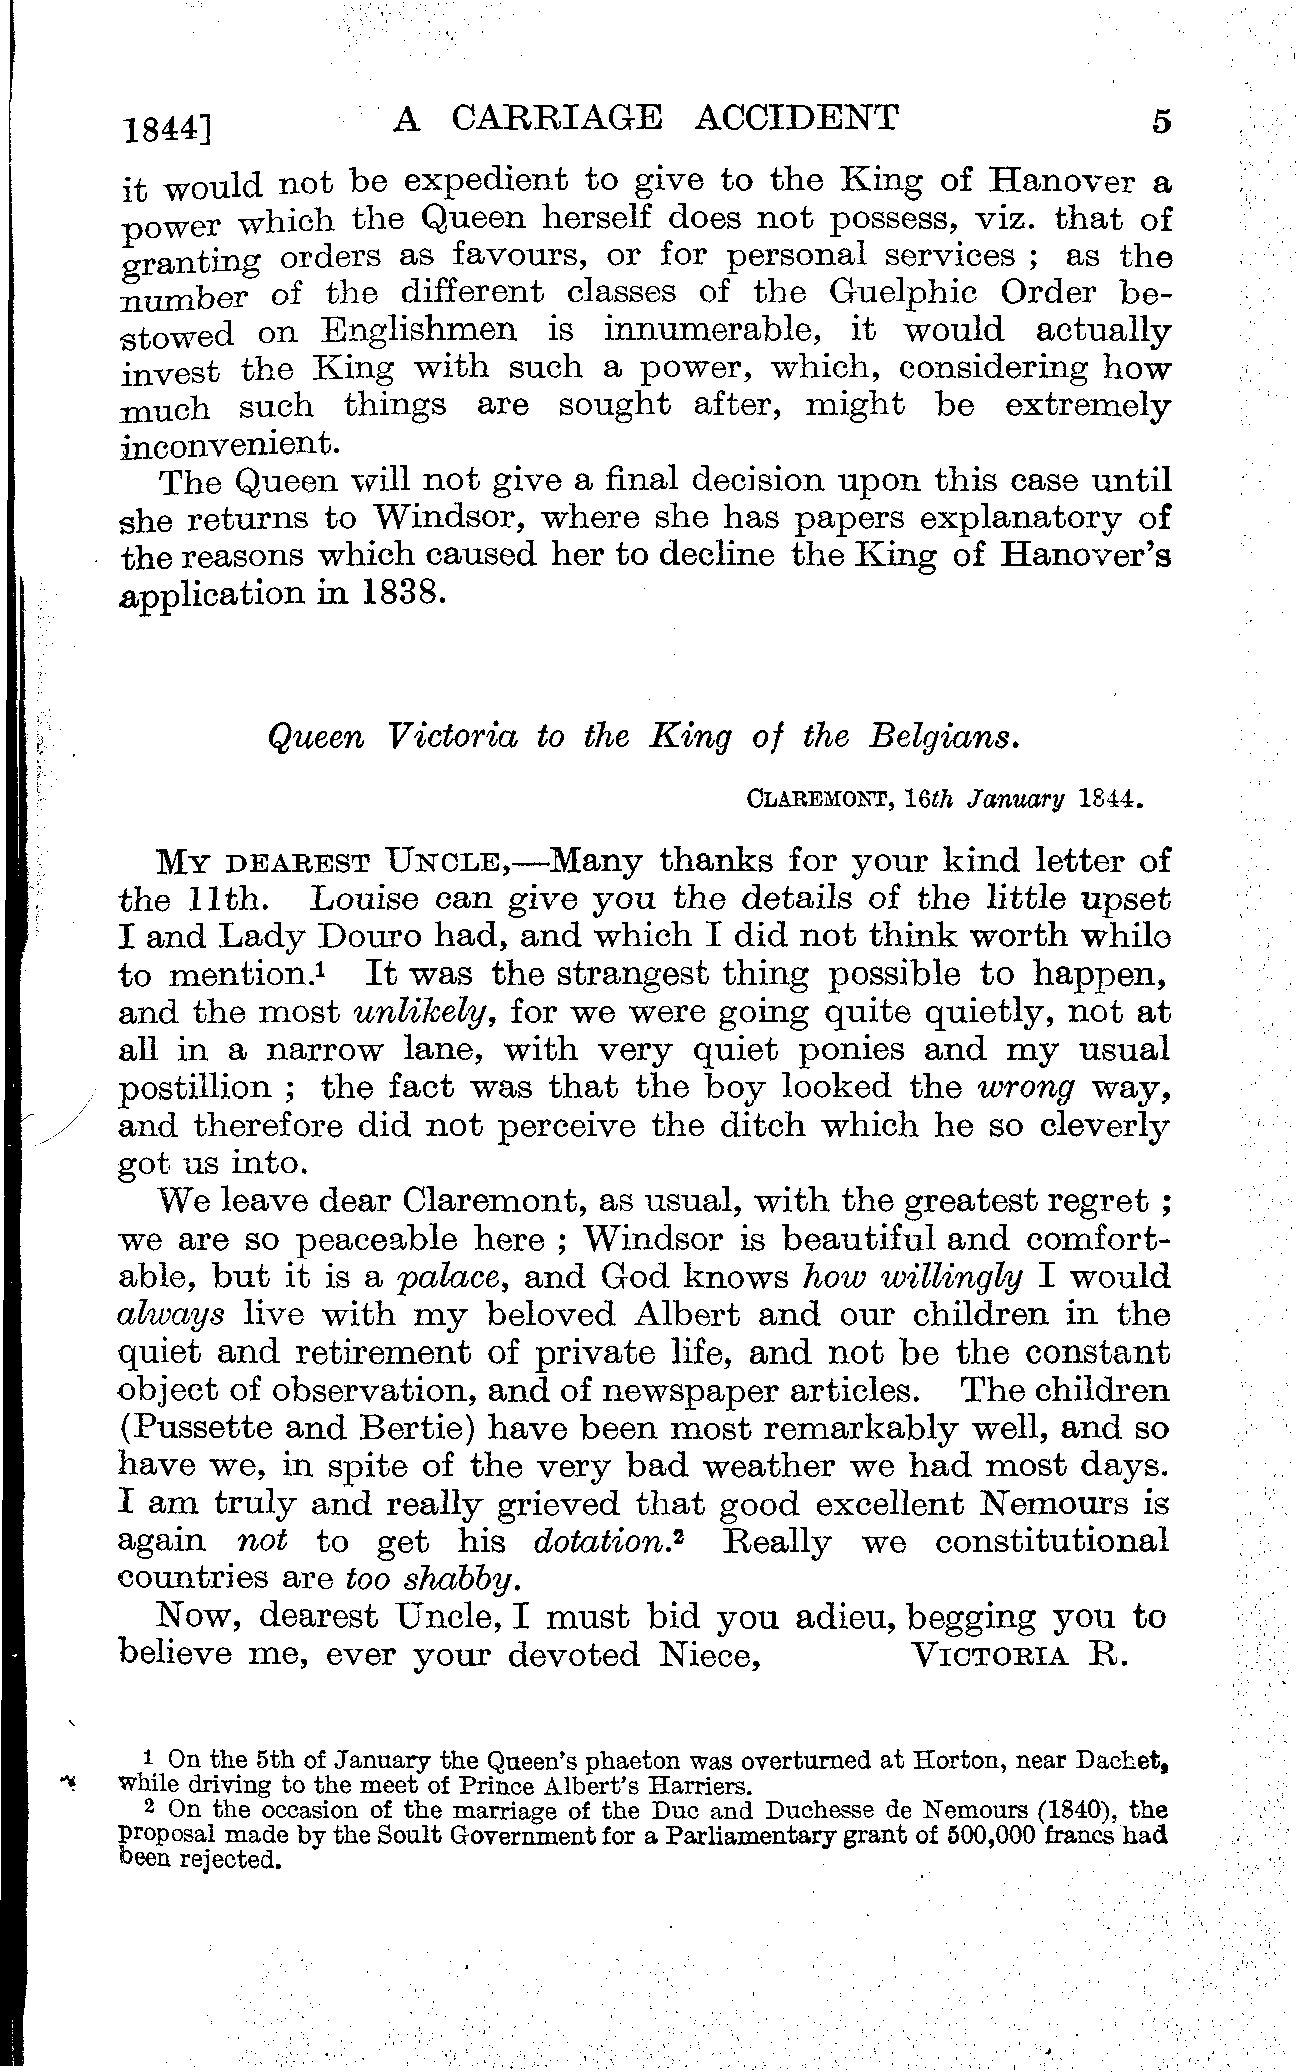 1844] A CARRIAGE ACCIDENT 5
it would not be expedient to give to the King of Hanover a
power which the Queen herself does not possess, viz. that of
granting orders as favours, or for personal services ; as the
number of the different classes of the Guelphic Order be-
stowed on Englishmen is innumerable, it would actually
invest the King with such a power, which, considering how
much such things are sought after, might be extremely
inconvenient.
The Queen will not give a final decision upon this case until
she returns to Windsor, where she has papers explanatory of
the reasons which caused her to decline the King of Hanover's
application in 1838.
Queen Victoria to the King of the Belgians.
CLAREMONT, 16th January 1844.
MY DEAREST UNCLE,—Many thanks for your kind letter of
the 11th. Louise can give you the details of the little upset
I and Lady Douro had, and which I did not think worth while
to mention.¹ It was the strangest thing possible to happen,
and the most unlikely, for we were going quite quietly, not at
all in a narrow lane, with very quiet ponies and my usual
postillion ; the fact was that the boy looked the wrong way,
and therefore did not perceive the ditch which he so cleverly
got us into.
We leave dear Claremont, as usual, with the greatest regret ;
we are so peaceable here ; Windsor is beautiful and comfort-
able, but it is a palace, and God knows how willingly I would
always live with my beloved Albert and our children in the
quiet and retirement of private life, and not be the constant
object of observation, and of newspaper articles. The children
(Pussette and Bertie) have been most remarkably well, and so
have we, in spite of the very bad weather we had most days.
I am truly and really grieved that good excellent Nemours is
again not to get his dotation.² Really we constitutional
countries are too shabby.
Now, dearest Uncle, I must bid you adieu, begging you to
believe me, ever your devoted Niece, VICTORIA R.
¹ On the 5th of January the Queen's phaeton was overturned at Horton, near Dachet,
while driving to the meet of Prince Albert's Harriers.
² On the occasion of the marriage of the Duc and Duchesse de Nemours (1840), the
proposal made by the Soult Government for a Parliamentary grant of 500,000 francs had
been rejected.